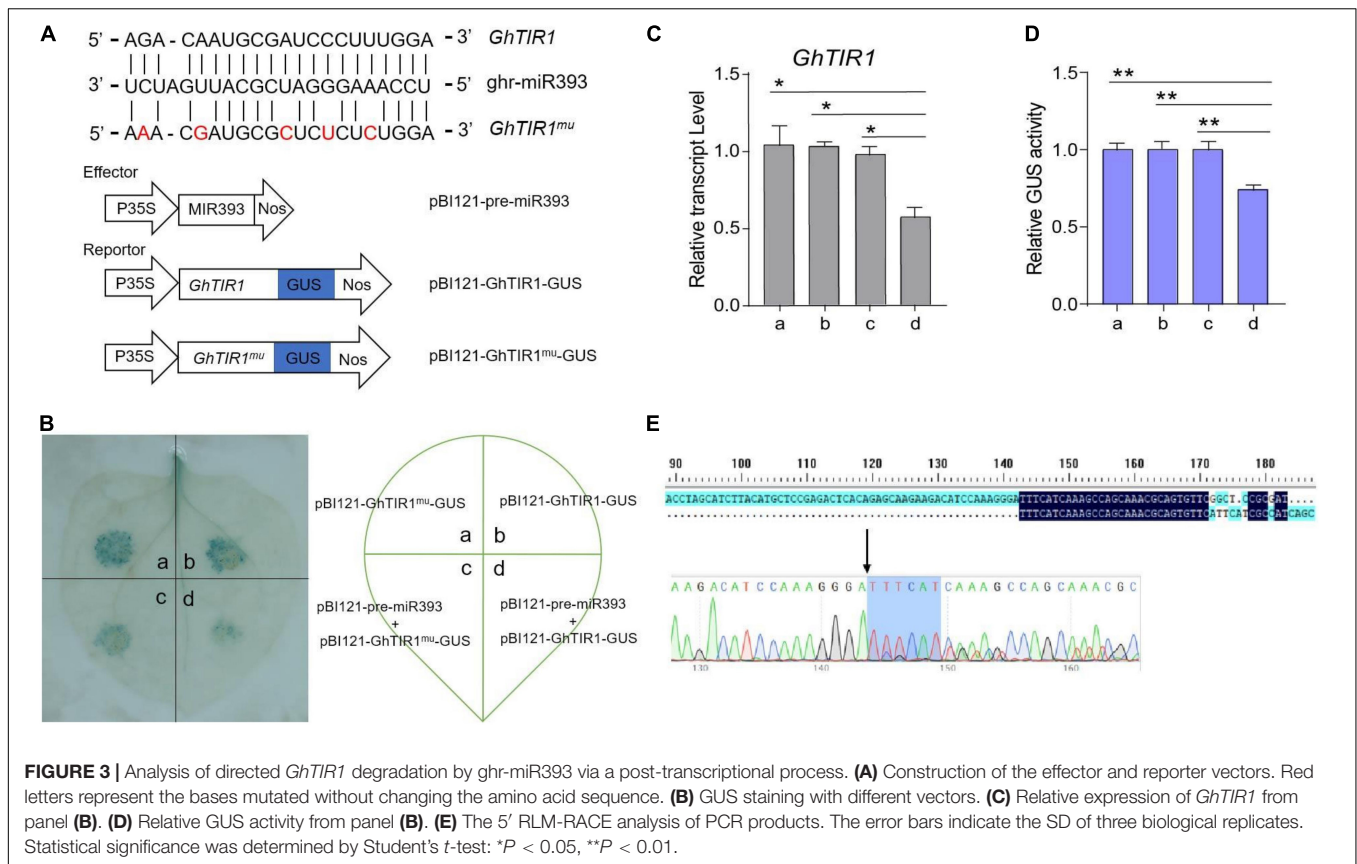 A
5’ - AGA - CAAUGCGAUCCCUUUGGA - 3’ GhTIR1
3’ - UCUAGUUACGCUAGGGAAACCU - 5’ ghr-miR393
5’ - AAA - CGAUGCGCUCUCUCUGGA - 3’ GhTIR1mu
Effector
P35S MIR393 Nos pBI121-pre-miR393
Reportor
P35S GhTIR1 GUS Nos pBI121-GhTIR1-GUS
P35S GhTIR1mu GUS Nos pBI121-GhTIR1mu-GUS
B
a b
c d
pBI121-GhTIR1mu-GUS
pBI121-GhTIR1-GUS
a b
c d
pBI121-pre-miR393
+
pBI121-GhTIR1mu-GUS
pBI121-pre-miR393
+
pBI121-GhTIR1-GUS
C
GhTIR1
Relative transcript Level
1.5
1.0
0.5
0.0
*
*
*
a b c d
D
Relative GUS activity
1.5
1.0
0.5
0.0
**
**
**
a b c d
E
90 100 110 120 130 140 150 160 170 180
ACCTAGCATCTTACATGCTCCGAGACTCACAGAGCAAGAAGACATCCAAAGGGATTTCATCAAAGCCAGCAAACGCAGTGTTCGGCT.CCGCGAT....
TTTCATCAAAGCCAGCAAACGCAGTGTTCATTCATCGCCATCAGC
AAGACATCCAAAGGGATTTCATCAAAGCCAGCAAACGC
130 140 150 160
FIGURE 3 | Analysis of directed GhTIR1 degradation by ghr-miR393 via a post-transcriptional process. (A) Construction of the effector and reporter vectors. Red
letters represent the bases mutated without changing the amino acid sequence. (B) GUS staining with different vectors. (C) Relative expression of GhTIR1 from
panel (B). (D) Relative GUS activity from panel (B). (E) The 5′ RLM-RACE analysis of PCR products. The error bars indicate the SD of three biological replicates.
Statistical significance was determined by Student’s t-test: *P < 0.05, **P < 0.01.